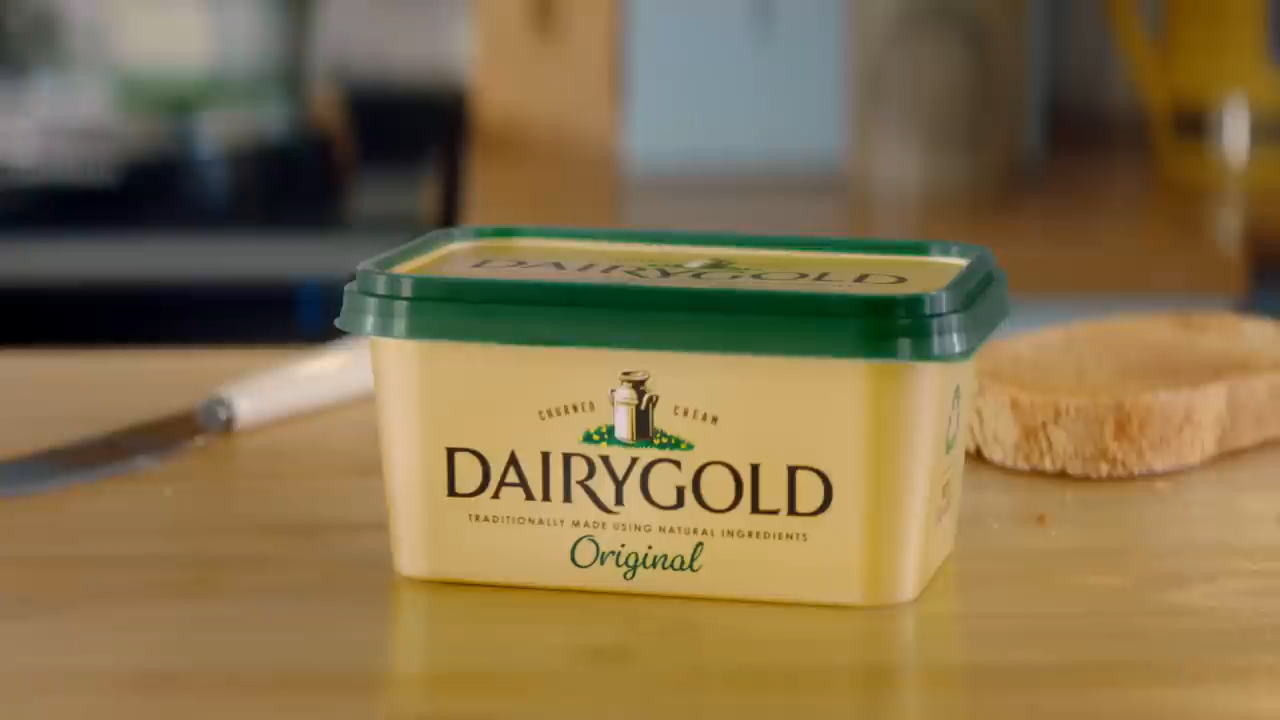 DAIRYGOLD
CHURNED CREAM
DAIRYGOLD
TRADITIONALLY MADE USING NATURAL INGREDIENTS
Original